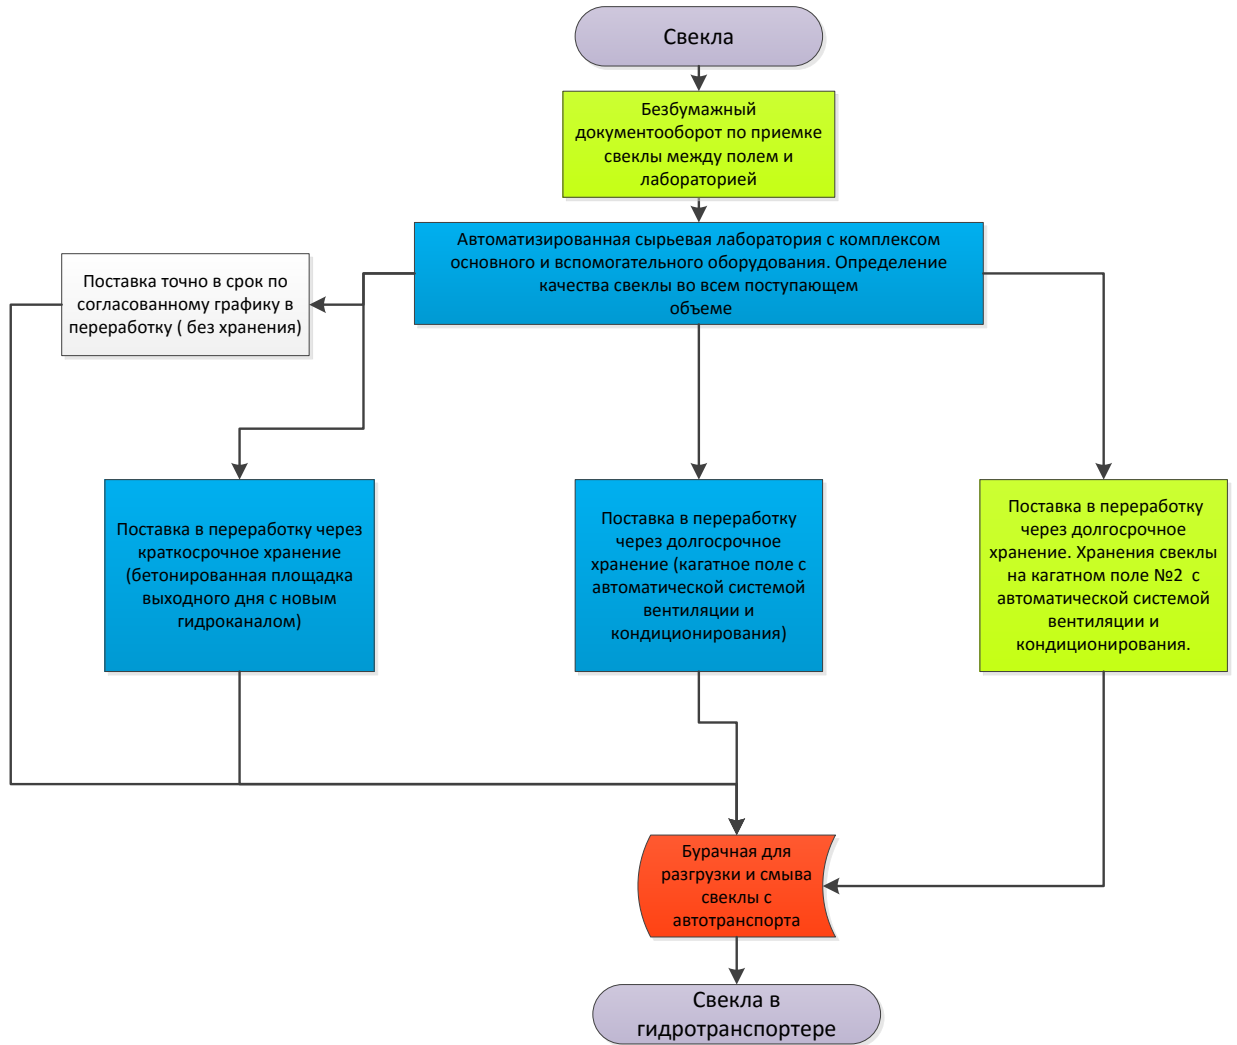 Свекла
Безбумажный
документооборот по приемке
свеклы между полем и
лабораторией
Автоматизированная сырьевая лаборатория с комплексом
основного и вспомогательного оборудования. Определение
качества свеклы во всем поступающем
объеме
Поставка точно в срок по
согласованному графику в
переработку ( без хранения)
Поставка в переработку через
краткосрочное хранение
(бетонированная площадка
выходного дня с новым
гидроканалом)
Поставка в переработку
через долгосрочное
хранение (кагатное поле с
автоматической системой
вентиляции и
кондиционирования)
Поставка в переработку
через долгосрочное
хранение. Хранения свеклы
на кагатном поле №2 с
автоматической системой
вентиляции и
кондиционирования.
Бурачная для
разгрузки и смыва
свеклы с
автотранспорта
Свекла в
гидротранспортере